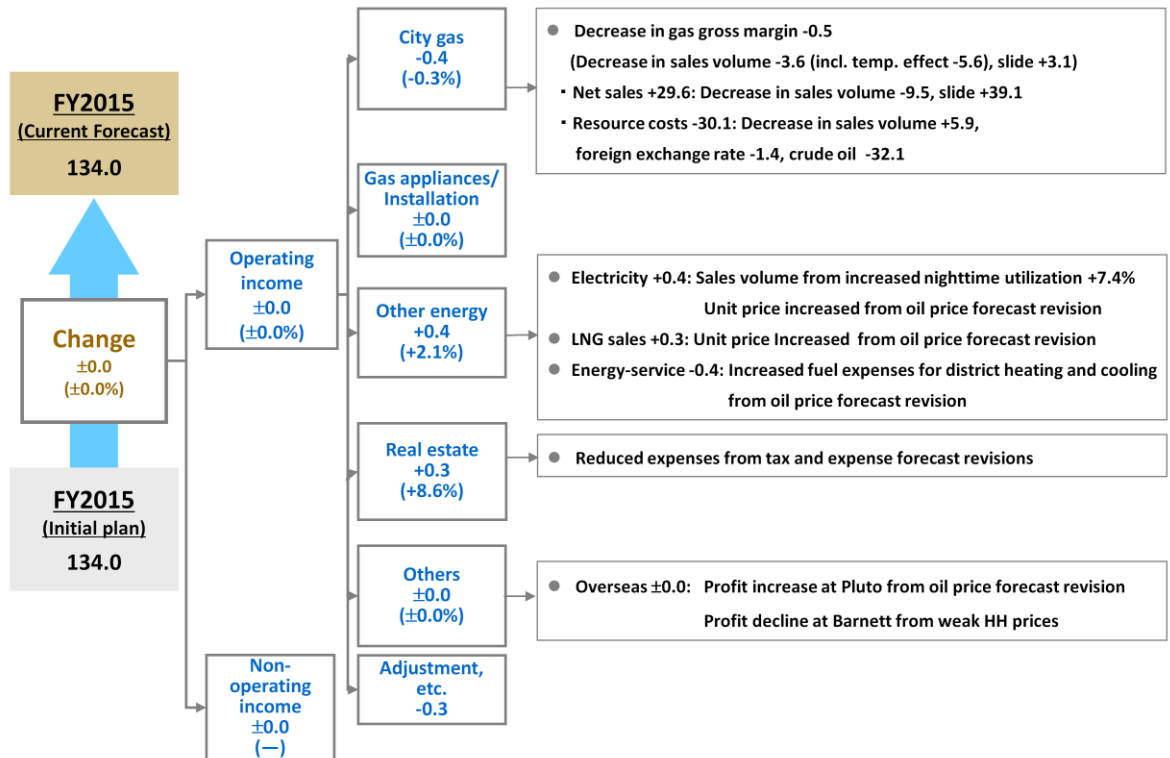 FY2015
(Current Forecast)
134.0
Change
±0.0
(±0.0%)
FY2015
(Initial plan)
134.0
Operating
income
±0.0
(±0.0%)
Non-
operating
income
±0.0
(—)
City gas
-0.4
(-0.3%)
Gas appliances/
Installation
±0.0
(±0.0%)
Other energy
+0.4
(+2.1%)
Real estate
+0.3
(+8.6%)
Others
±0.0
(±0.0%)
Adjustment,
etc.
-0.3
● Decrease in gas gross margin -0.5
(Decrease in sales volume -3.6 (incl. temp. effect -5.6), slide +3.1)
・Net sales +29.6: Decrease in sales volume -9.5, slide +39.1
・Resource costs -30.1: Decrease in sales volume +5.9,
foreign exchange rate -1.4, crude oil -32.1
● Electricity +0.4: Sales volume from increased nighttime utilization +7.4%
Unit price increased from oil price forecast revision
● LNG sales +0.3: Unit price Increased from oil price forecast revision
● Energy-service -0.4: Increased fuel expenses for district heating and cooling
from oil price forecast revision
● Reduced expenses from tax and expense forecast revisions
● Overseas ±0.0: Profit increase at Pluto from oil price forecast revision
Profit decline at Barnett from weak HH prices